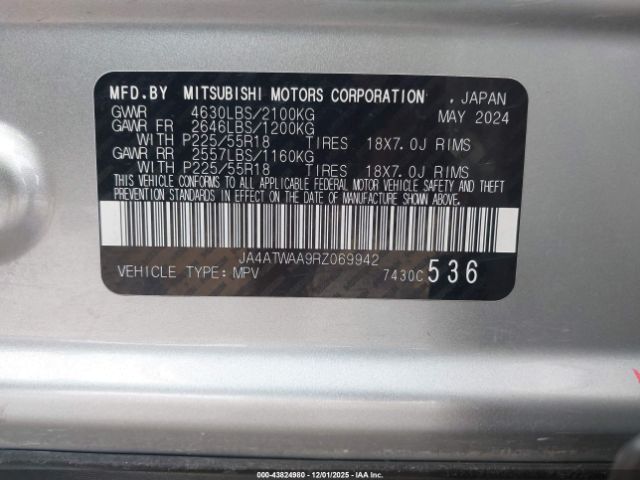 MFD.BY MITSUBISHI MOTORS CORPORATION . JAPAN
GVWR 4630LBS/2100KG MAY 2024
GAWR FR 2646LBS/1200KG
WITH P225/55R18 TIRES 18X7.0J RIMS
GAWR RR 2557LBS/1160KG
WITH P225/55R18 TIRES 18X7.0J RIMS
THIS VEHICLE CONFORMS TO ALL APPLICABLE FEDERAL MOTOR VEHICLE SAFETY AND THEFT
PREVENTION STANDARDS IN EFFECT ON THE DATE OF MANUFACTURE SHOWN ABOVE.
JA4ATWAA9RZ069942
VEHICLE TYPE: MPV 7430C 536
© 43824980 - 12/01/2025 - IAA, Inc.